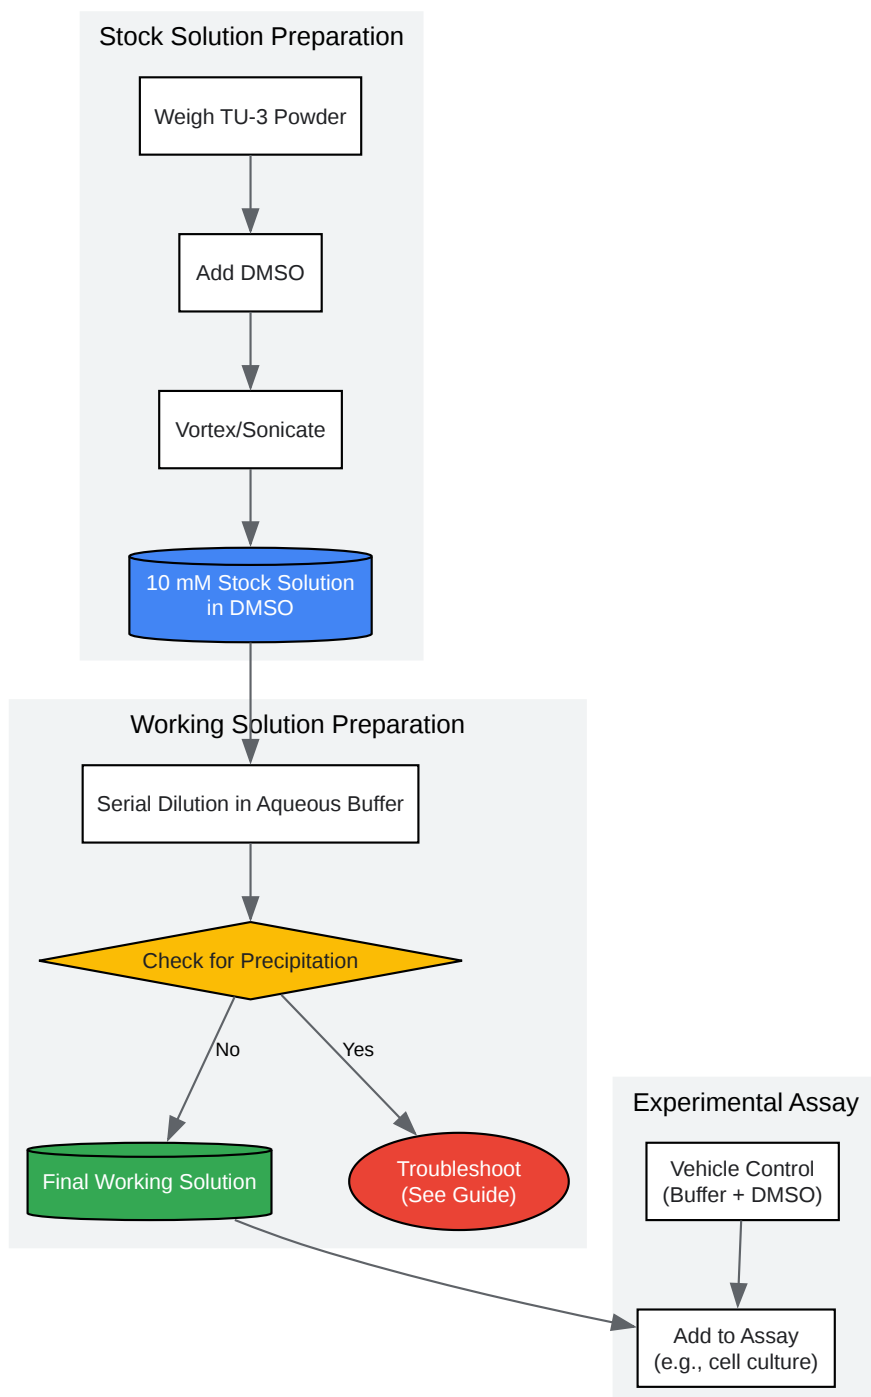 Stock Solution Preparation
Weigh TU-3 Powder
Add DMSO
Vortex/Sonicate
10 mM Stock Solution
in DMSO
Working Solution Preparation
Serial Dilution in Aqueous Buffer
Check for Precipitation
No
Yes
Final Working Solution
Troubleshoot
(See Guide)
Experimental Assay
Vehicle Control
(Buffer + DMSO)
Add to Assay
(e.g., cell culture)